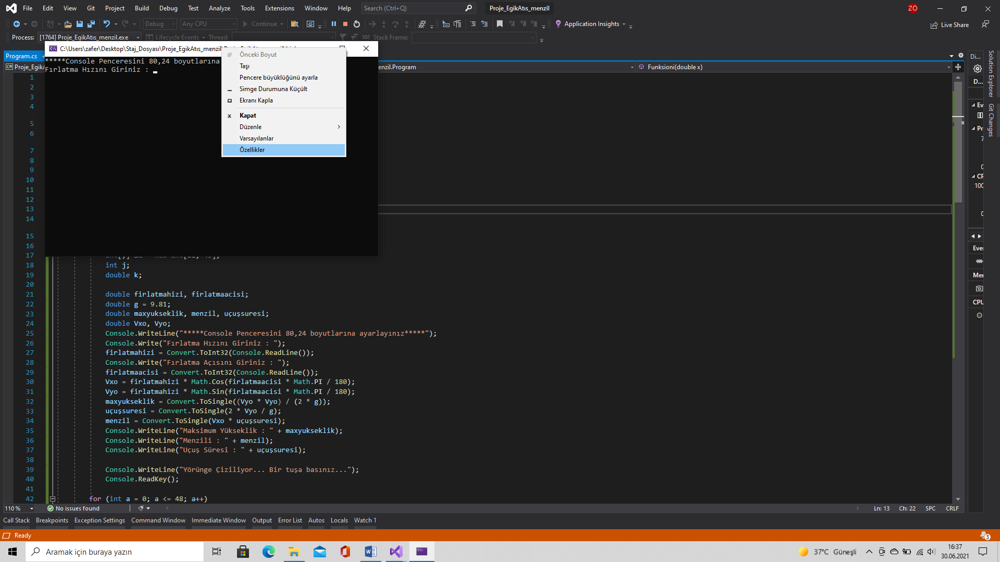 File Edit View Git Project Build Debug Test Analyze Tools Extensions Window Help Search (Ctrl+Q) Proje_EgikAtıs_menzil ZÖ
Debug Any CPU Continue Application Insights Live Share
Process: [1764] Proje_EgikAtıs_menzil.exe Lifecycle Events Thread: Stack Frame:
C:\Users\zafer\Desktop\Staj_Dosyası\Proje_EgikAtıs_menzil\
Program.cs
*****Console Penceresini 80,24 boyutlarına
Fırlatma Hızını Giriniz :
Önceki Boyut
Taşı
Pencere büyüklüğünü ayarla
Simge Durumuna Küçült
Ekranı Kapla
Kapat
Düzenle
Varsayılanlar
Özellikler
Proje_EgikA
enzil.Program Funksioni(double x)
Di...
D...
Solution Explorer
Git Changes
Ev
Pr
7
0
CP
100
0
Eve
Mer
CPU
1
2
3
4
5
6
7
8
9
10
11
12
13
14
15
16
17
18 int j;
19 double k;
20
21 double firlatmahizi, firlatmaacisi;
22 double g = 9.81;
23 double maxyukseklik, menzil, uçuşsuresi;
24 double Vxo, Vyo;
25 Console.WriteLine("*****Console Penceresini 80,24 boyutlarına ayarlayınız*****");
26 Console.Write("Fırlatma Hızını Giriniz : ");
27 firlatmahizi = Convert.ToInt32(Console.ReadLine());
28 Console.Write("Fırlatma Açısını Giriniz : ");
29 firlatmaacisi = Convert.ToInt32(Console.ReadLine());
30 Vxo = firlatmahizi * Math.Cos(firlatmaacisi * Math.PI / 180);
31 Vyo = firlatmahizi * Math.Sin(firlatmaacisi * Math.PI / 180);
32 maxyukseklik = Convert.ToSingle((Vyo * Vyo) / (2 * g));
33 uçuşsuresi = Convert.ToSingle(2 * Vyo / g);
34 menzil = Convert.ToSingle(Vxo * uçuşsuresi);
35 Console.WriteLine("Maksimum Yükseklik : " + maxyukseklik);
36 Console.WriteLine("Menzili : " + menzil);
37 Console.WriteLine("Uçuş Süresi : " + uçuşsuresi);
38
39 Console.WriteLine("Yörünge Çiziliyor... Bir tuşa basınız...");
40 Console.ReadKey();
41
42 for (int a = 0; a <= 48; a++)
110 % No issues found Ln: 13 Ch: 22 SPC CRLF
Call Stack Breakpoints Exception Settings Command Window Immediate Window Output Error List Autos Locals Watch 1
Ready 3
Aramak için buraya yazın 37°C Güneşli 16:37
30.06.2021